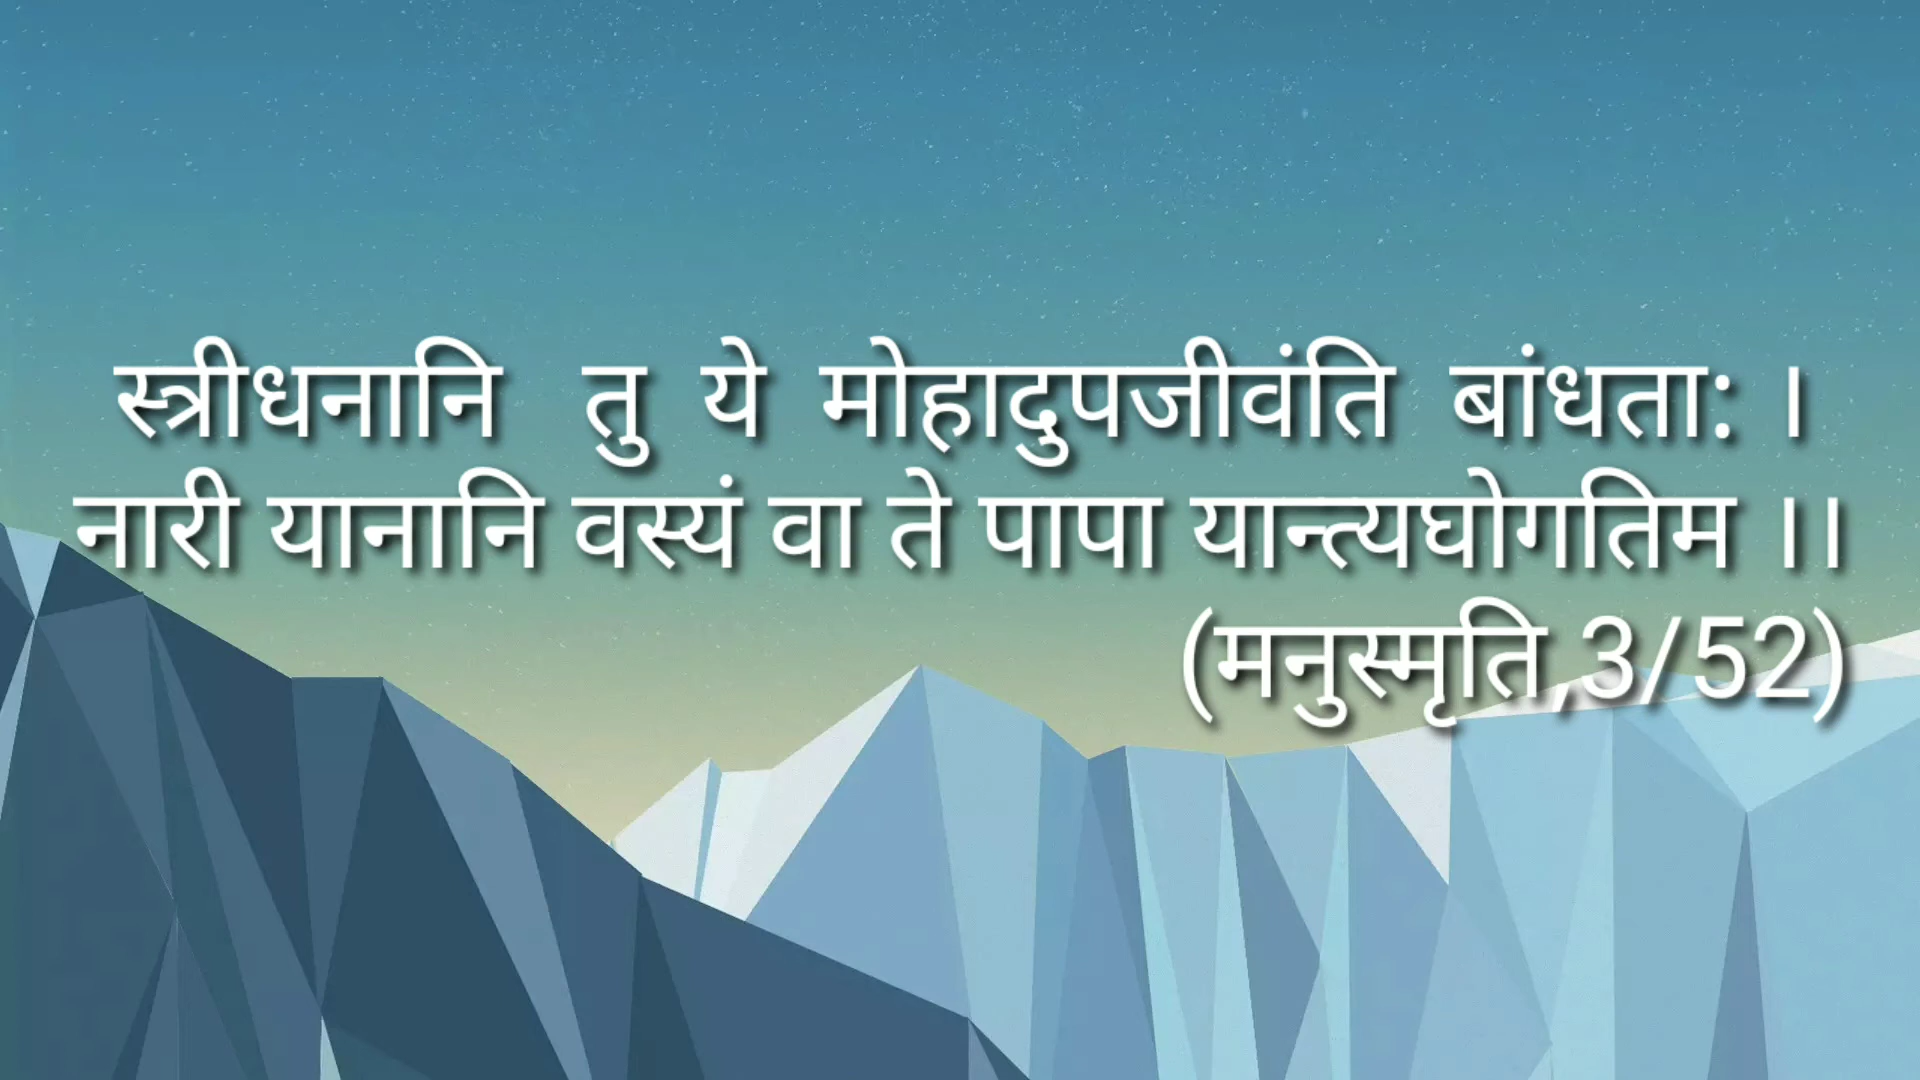 स्त्रीधनानि तु ये मोहादुपजीवंति बांधता: ।
नारी यानानि वस्यं वा ते पापा यान्त्यघोगतिम ।।
(मनुस्मृति,3/52)